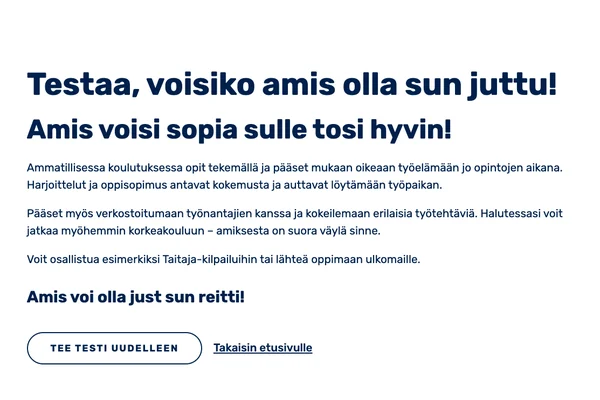 Testaa, voisiko amis olla sun juttu!
Amis voisi sopia sulle tosi hyvin!
Ammatillisessa koulutuksessa opit tekemällä ja pääset mukaan oikeaan työelämään jo opintojen aikana.
Harjoittelut ja oppisopimus antavat kokemusta ja auttavat löytämään työpaikan.
Pääset myös verkostoitumaan työnantajien kanssa ja kokeilemaan erilaisia työtehtäviä. Halutessasi voit
jatkaa myöhemmin korkeakouluun – amiksesta on suora väylä sinne.
Voit osallistua esimerkiksi Taitaja-kilpailuihin tai lähteä oppimaan ulkomaille.
Amis voi olla just sun reitti!
TEE TESTI UUDELLEEN Takaisin etusivulle